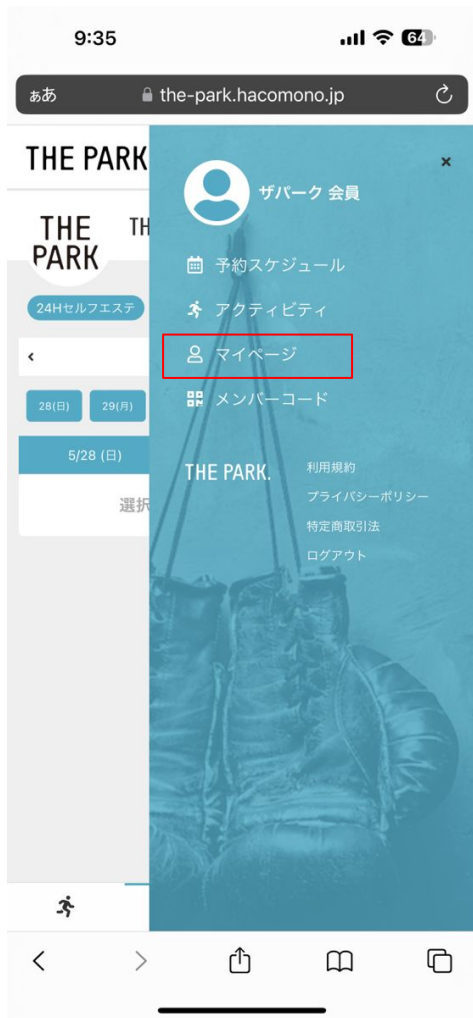 9:35
64
ぁあ
the-park.hacomono.jp
THE PARK
THE
PARK
TH
24Hセルフエステ
28(日)
29(月)
5/28 (日)
選択
×
ザパーク 会員
予約スケジュール
アクティビティ
マイページ
メンバーコード
THE PARK.
利用規約
プライバシーポリシー
特定商取引法
ログアウト